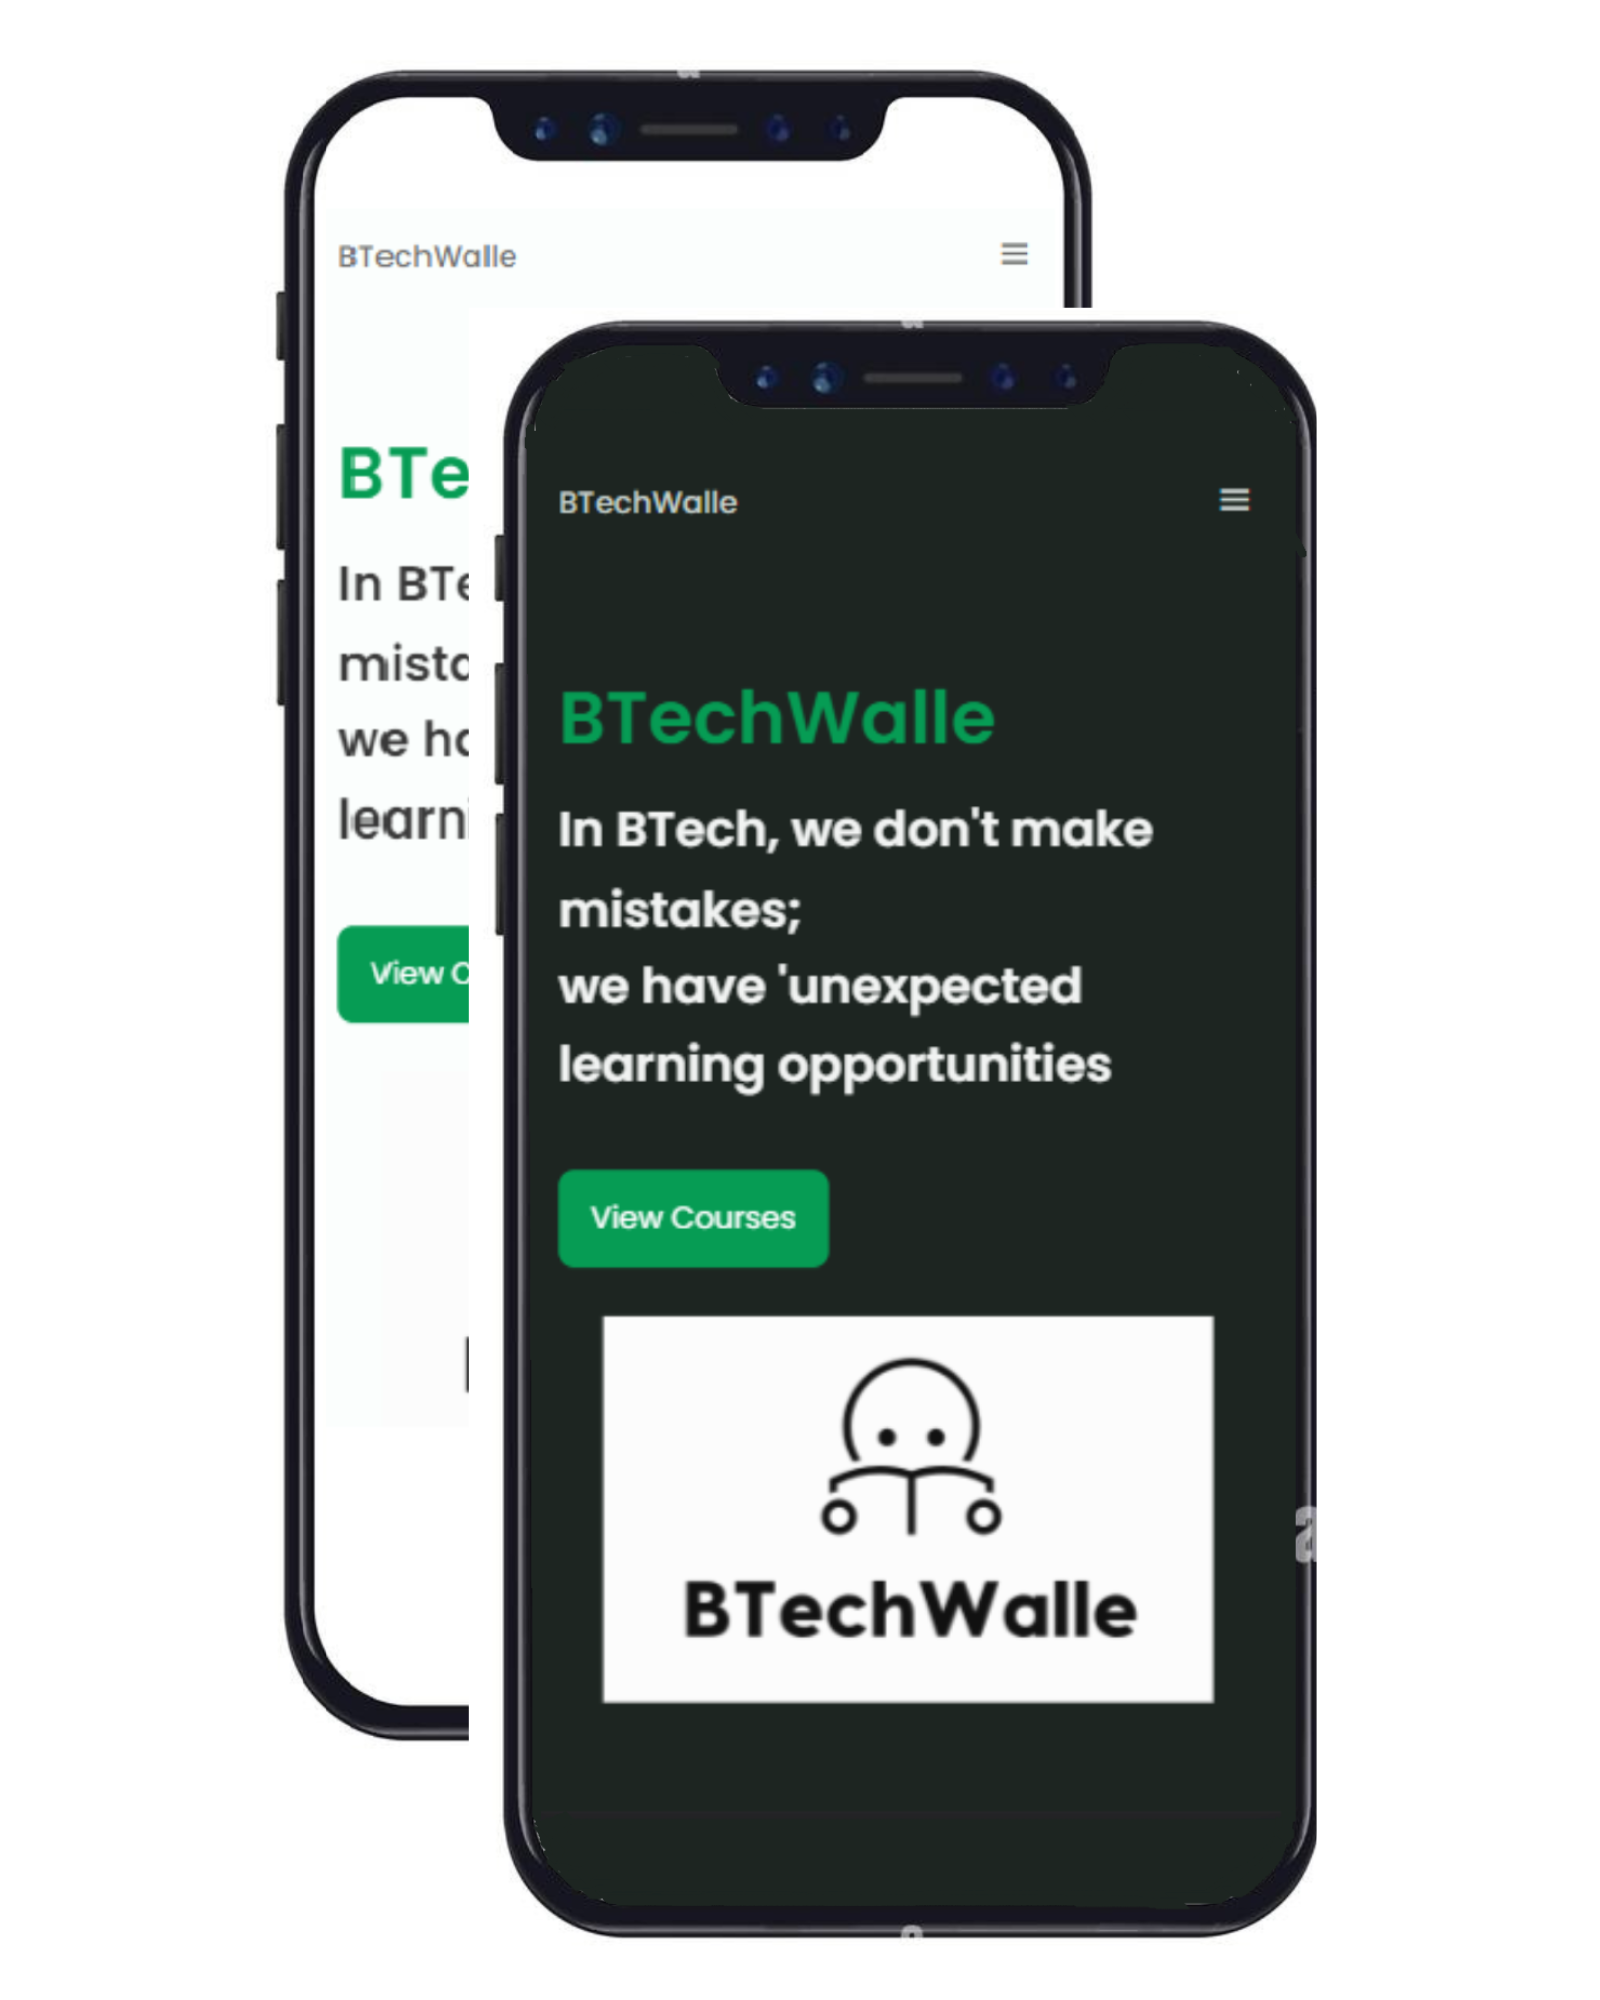 BTechWalle
BTe
In BTe
mista
we ha
learni
View C
BTechWalle
BTechWalle
In BTech, we don't make
mistakes;
we have 'unexpected
learning opportunities
View Courses
BTechWalle
a